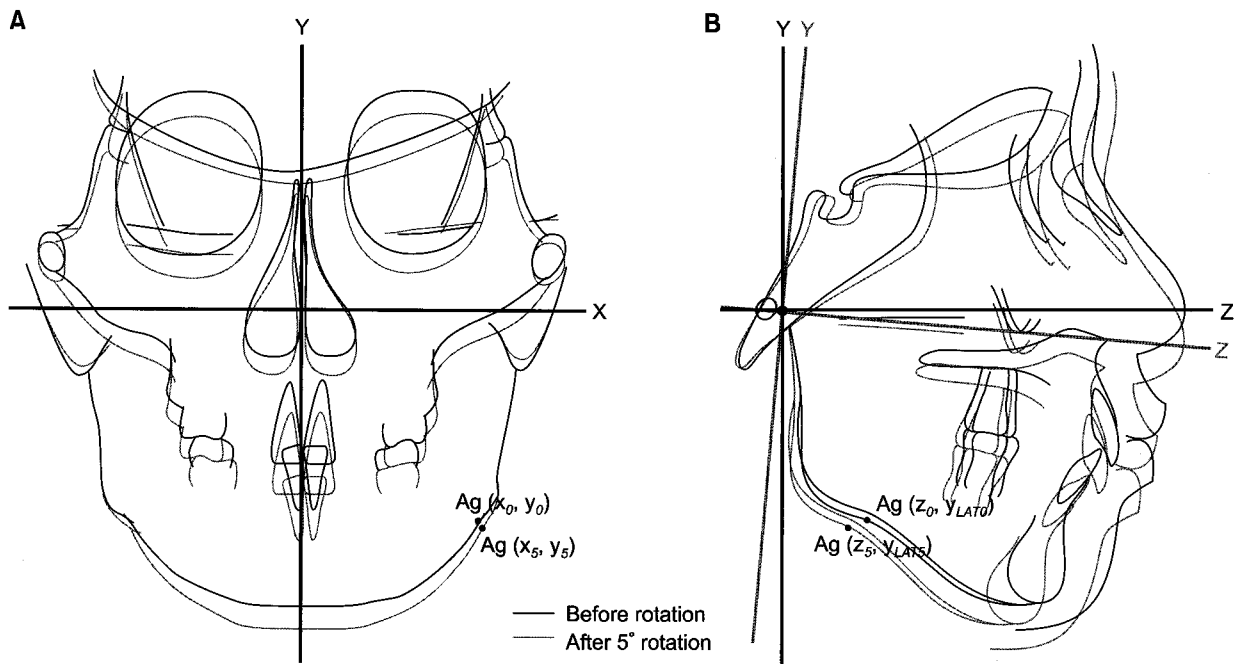 A
Y
X
Ag (x0, y0)
Ag (x5, y5)
Before rotation
After 5° rotation
B
Y Y
Z
Z
Ag (z0, yLAT0)
Ag (z5, yLAT5)